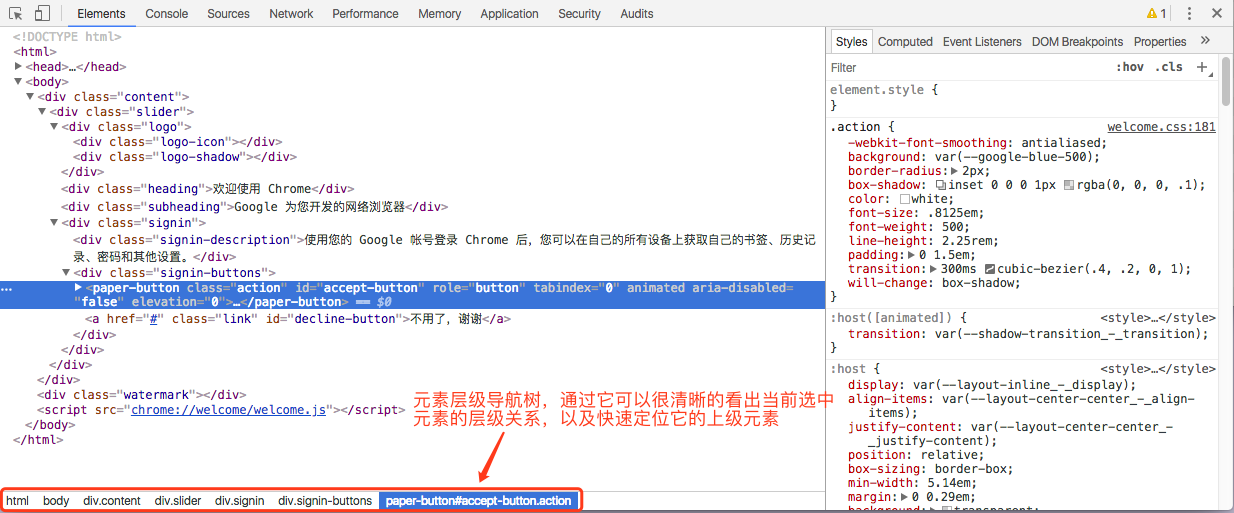 Elements Console Sources Network Performance Memory Application Security Audits 1
<!DOCTYPE html>
<html>
<head>…</head>
<body>
<div class="content">
<div class="slider">
<div class="logo">
<div class="logo-icon"></div>
<div class="logo-shadow"></div>
</div>
<div class="heading">欢迎使用 Chrome</div>
<div class="subheading">Google 为您开发的网络浏览器</div>
<div class="signin">
<div class="signin-description">使用您的 Google 帐号登录 Chrome 后，您可以在自己的所有设备上获取自己的书签、历史记
录、密码和其他设置。</div>
<div class="signin-buttons">
… <paper-button class="action" id="accept-button" role="button" tabindex="0" animated aria-disabled=
"false" elevation="0">…</paper-button> == $0
<a href="#" class="link" id="decline-button">不用了，谢谢</a>
</div>
</div>
</div>
</div>
<div class="watermark"></div>
<script src="chrome://welcome/welcome.js"></script>
</body>
</html>
元素层级导航树，通过它可以很清晰的看出当前选中
元素的层级关系，以及快速定位它的上级元素
html body div.content div.slider div.signin div.signin-buttons paper-button#accept-button.action
Styles Computed Event Listeners DOM Breakpoints Properties »
Filter :hov .cls +
element.style {
}
.action { welcome.css:181
-webkit-font-smoothing: antialiased;
background: var(--google-blue-500);
border-radius: 2px;
box-shadow: inset 0 0 0 1px rgba(0, 0, 0, .1);
color: white;
font-size: .8125em;
font-weight: 500;
line-height: 2.25rem;
padding: 0 1.5em;
transition: 300ms cubic-bezier(.4, .2, 0, 1);
will-change: box-shadow;
}
:host([animated]) { <style>…</style>
transition: var(--shadow-transition_-_transition);
}
:host { <style>…</style>
display: var(--layout-inline_-_display);
align-items: var(--layout-center-center_-_align-
items);
justify-content: var(--layout-center-center_-
_justify-content);
position: relative;
box-sizing: border-box;
min-width: 5.14em;
margin: 0 0.29em;
background: transparent;